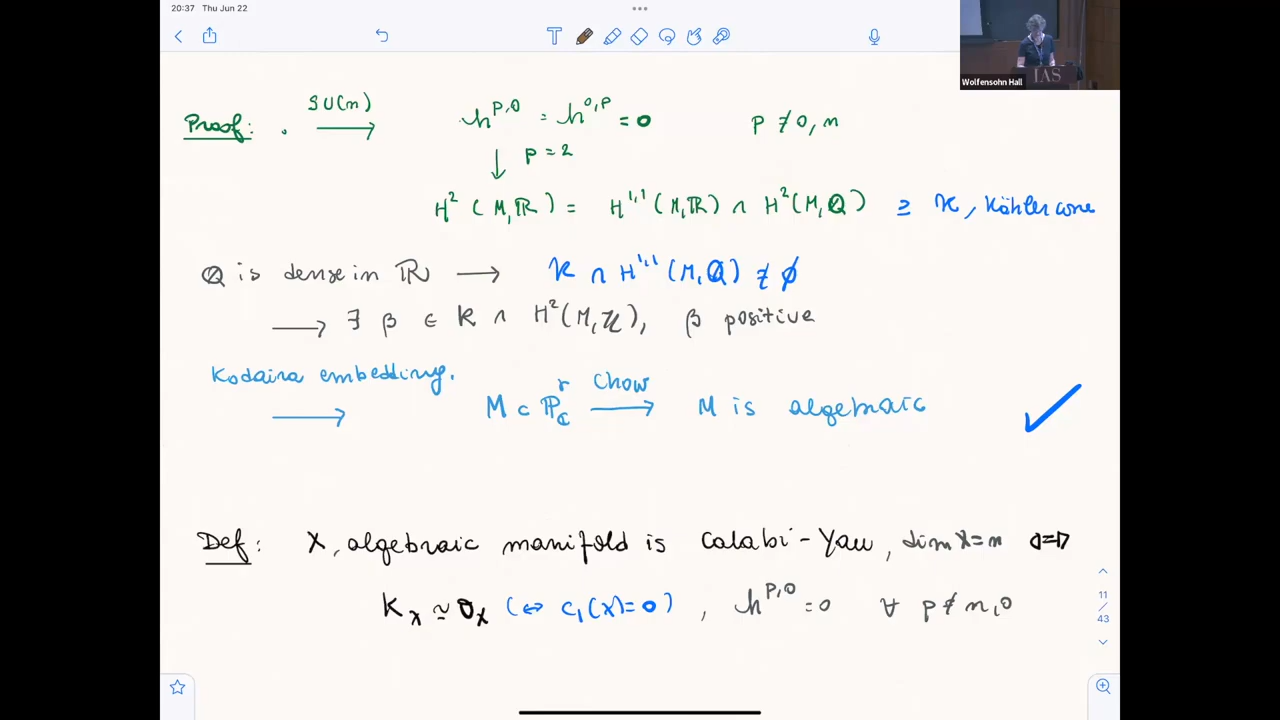 20:37 Thu Jun 22
Wolfensohn Hall
IAS
Proof: . SU(n) → h^{p,0} = h^{0,p} = 0   p ≠ 0, n
↓ p = 2
H²(M,ℝ) = H^{1,1}(M,ℝ) ∩ H²(M,ℚ) ⊇ K, Kähler cone
ℚ is dense in ℝ → K ∩ H^{1,1}(M,ℚ) ≠ ∅
→ ∃ β ∈ K ∩ H²(M,ℤ), β positive
Kodaira embedding.
→ M ⊂ ℙ^r_ℂ Chow → M is algebraic ✓
Def: X, algebraic manifold is Calabi-Yau, dim X = n ⇔
K_X ≃ O_X (↔ c₁(X)=0), h^{p,0} = 0 ∀ p ≠ n,0
11
/
43